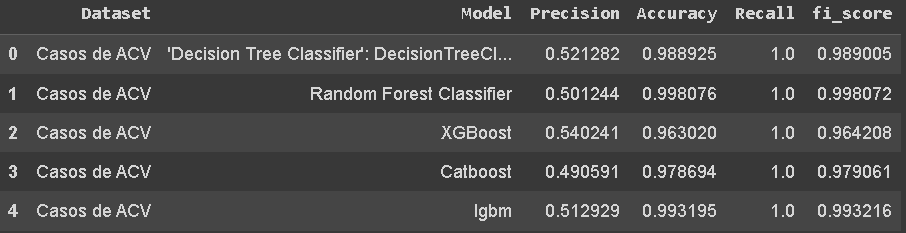 Dataset Model Precision Accuracy Recall fi_score
0 Casos de ACV 'Decision Tree Classifier': DecisionTreeCl... 0.521282 0.988925 1.0 0.989005
1 Casos de ACV Random Forest Classifier 0.501244 0.998076 1.0 0.998072
2 Casos de ACV XGBoost 0.540241 0.963020 1.0 0.964208
3 Casos de ACV Catboost 0.490591 0.978694 1.0 0.979061
4 Casos de ACV lgbm 0.512929 0.993195 1.0 0.993216